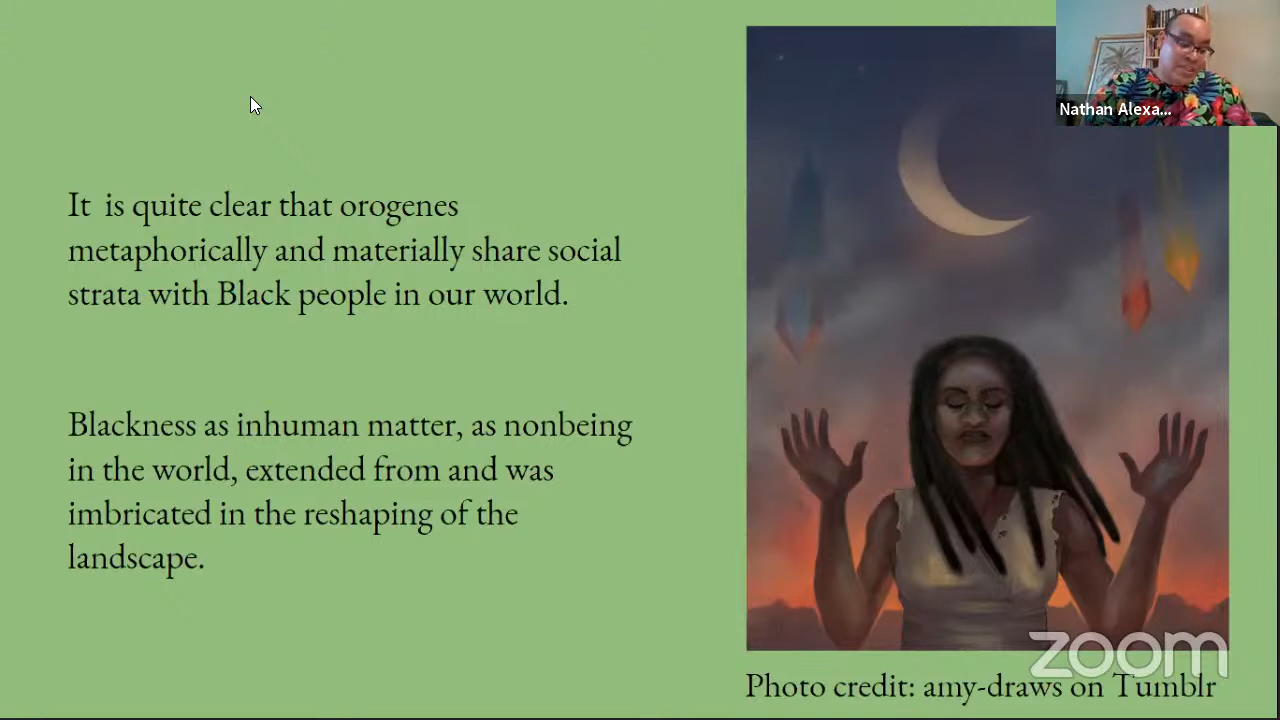 Nathan Alexa...
It is quite clear that orogenes
metaphorically and materially share social
strata with Black people in our world.
Blackness as inhuman matter, as nonbeing
in the world, extended from and was
imbricated in the reshaping of the
landscape.
zoom
Photo credit: amy-draws on Tumblr